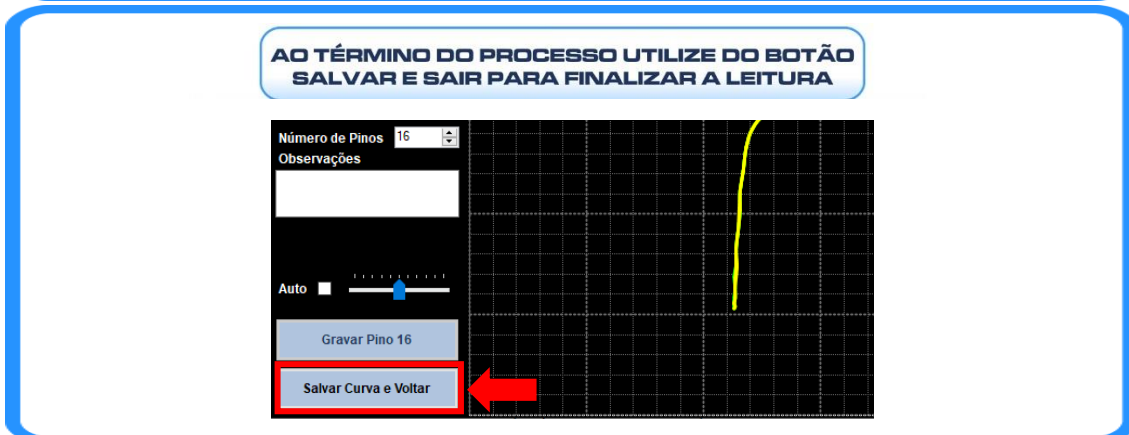 AO TÉRMINO DO PROCESSO UTILIZE DO BOTÃO
SALVAR E SAIR PARA FINALIZAR A LEITURA
Número de Pinos 16
Observações
Auto
Gravar Pino 16
Salvar Curva e Voltar